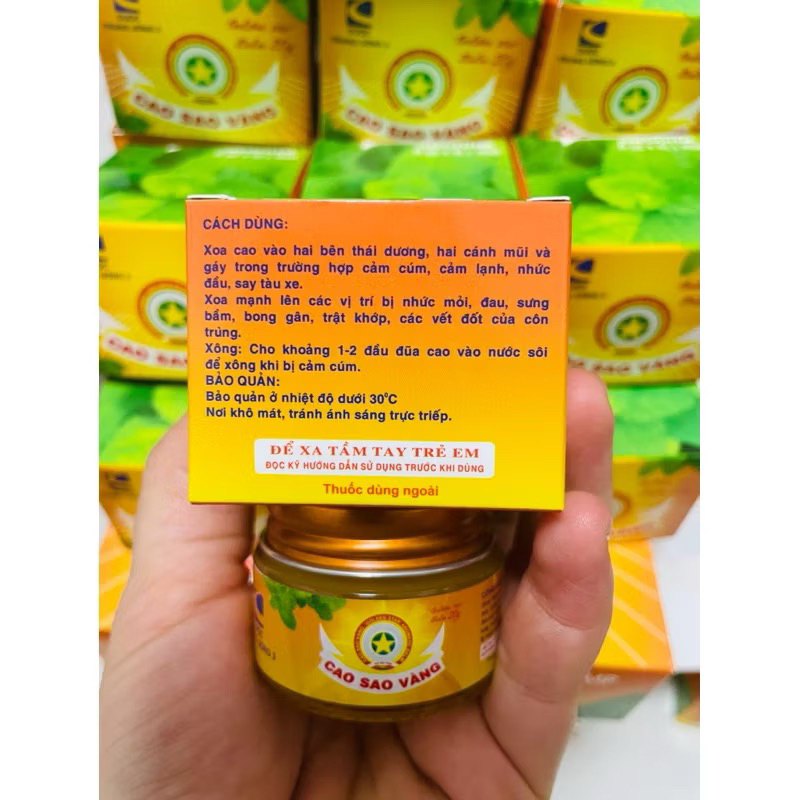 CAO SAO VÀNG
CAO SAO VÀNG
CÁCH DÙNG:
Xoa cao vào hai bên thái dương, hai cánh mũi và
gáy trong trường hợp cảm cúm, cảm lạnh, nhức
đầu, say tàu xe.
Xoa mạnh lên các vị trí bị nhức mỏi, đau, sưng
bầm, bong gân, trật khớp, các vết đốt của côn
trùng.
Xông: Cho khoảng 1-2 đầu đũa cao vào nước sôi
để xông khi bị cảm cúm.
BẢO QUẢN:
Bảo quản ở nhiệt độ dưới 30°C
Nơi khô mát, tránh ánh sáng trực triếp.
ĐỂ XA TẦM TAY TRẺ EM
ĐỌC KỸ HƯỚNG DẪN SỬ DỤNG TRƯỚC KHI DÙNG
Thuốc dùng ngoài
CAO SAO VÀNG